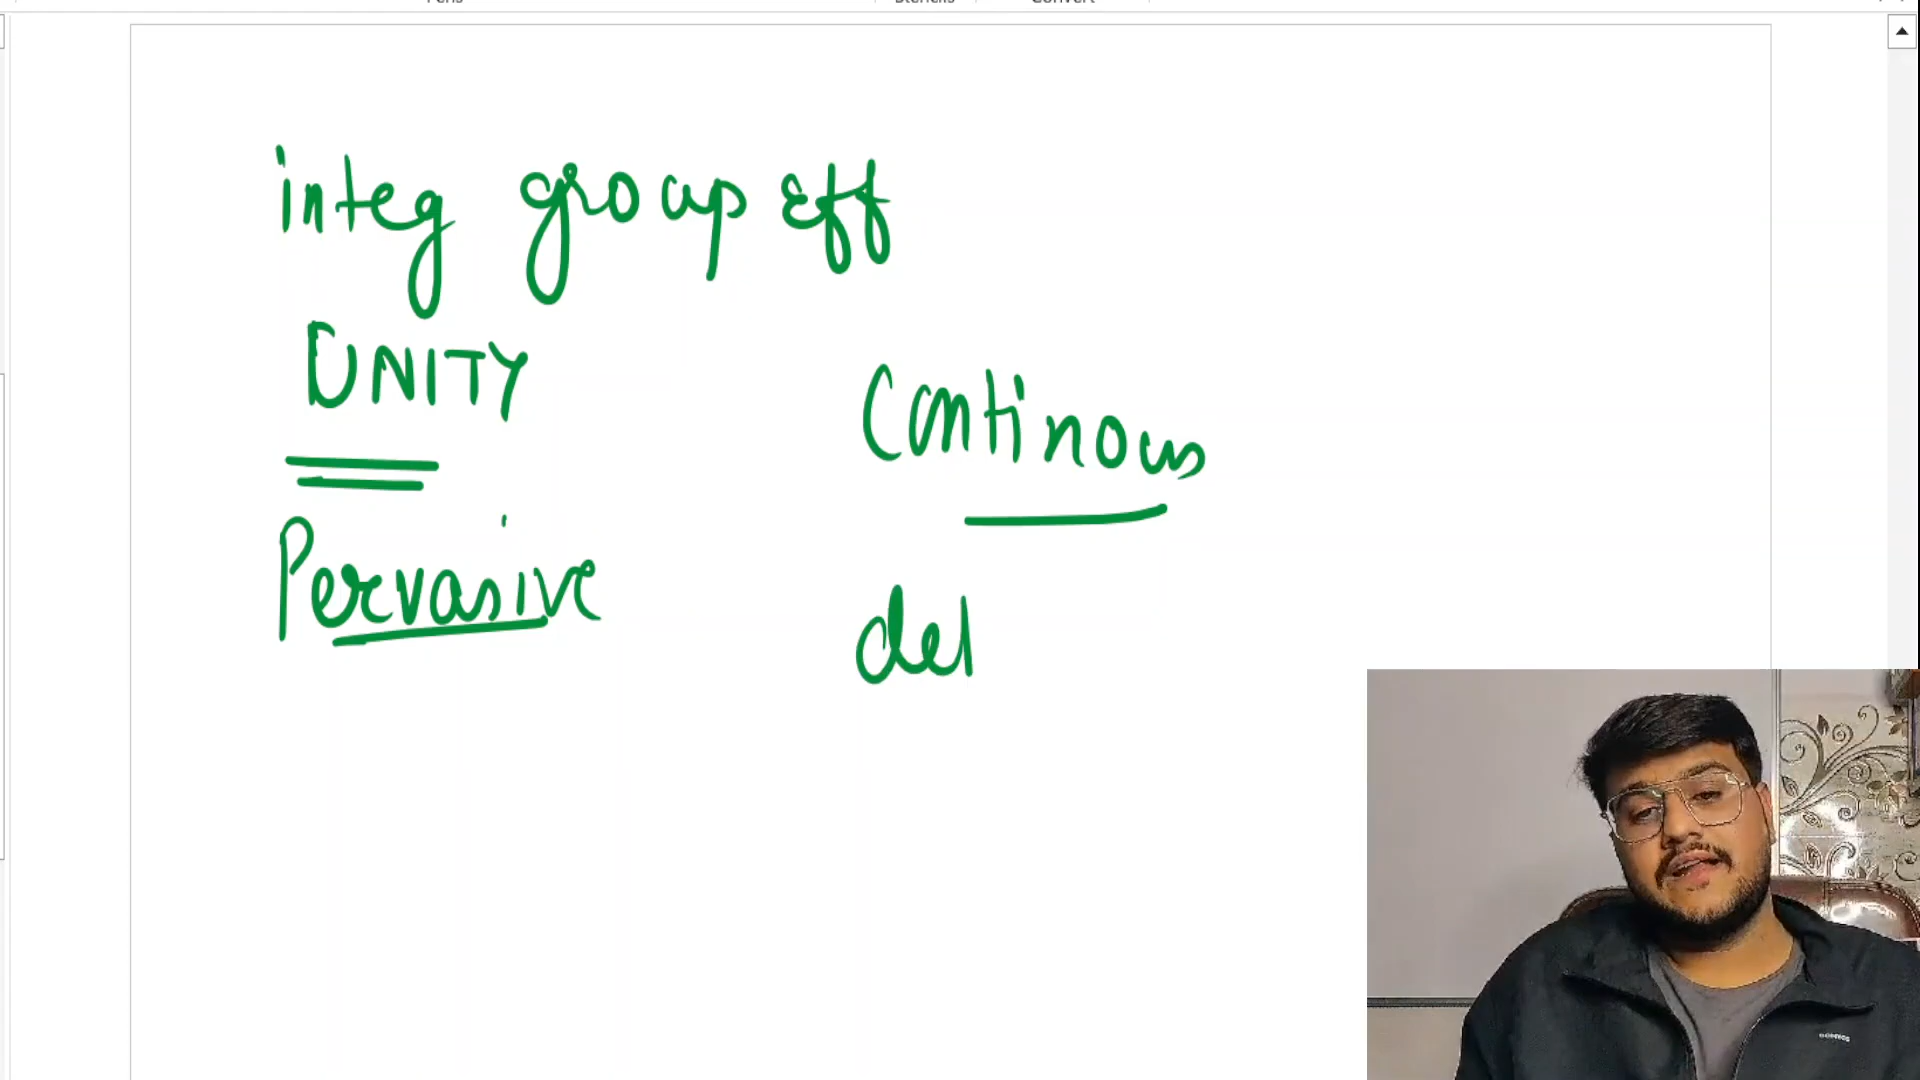 integ group eff
UNITY
Continous
Pervasive
del